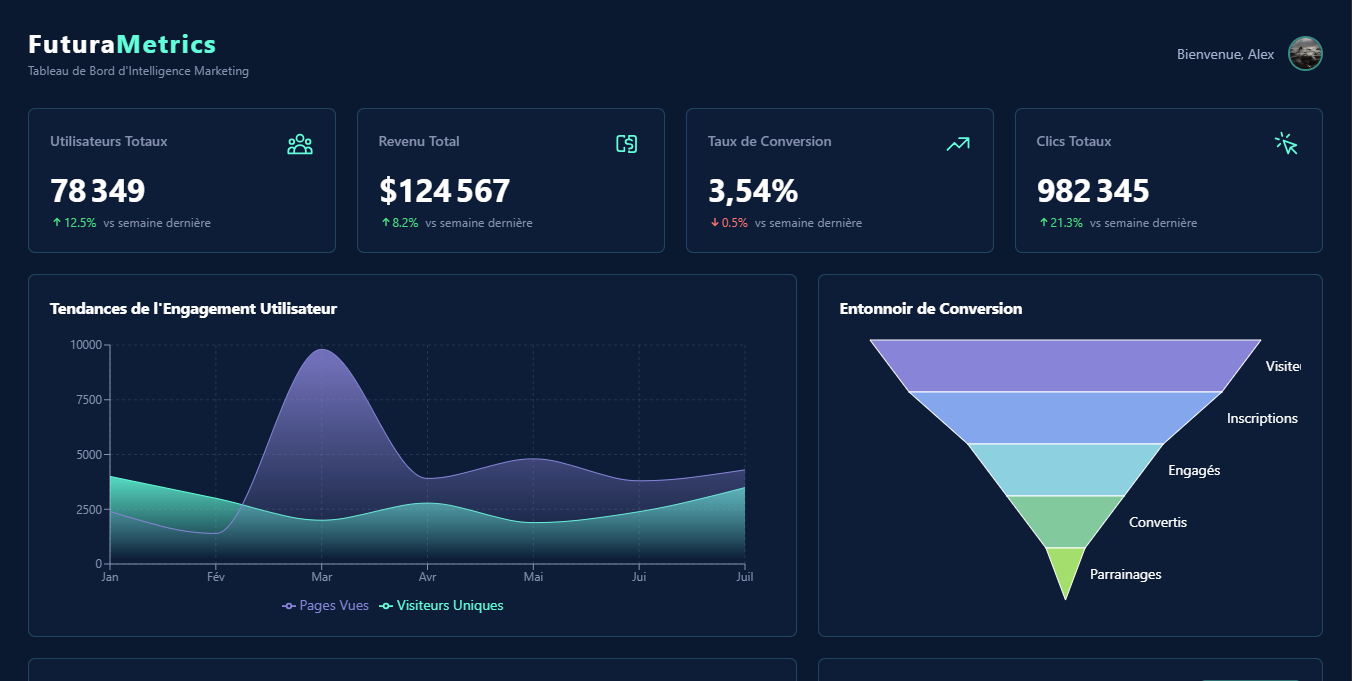 FuturaMetrics
Tableau de Bord d'Intelligence Marketing
Bienvenue, Alex
Utilisateurs Totaux
78 349
12.5% vs semaine dernière
Revenu Total
$124 567
8.2% vs semaine dernière
Taux de Conversion
3,54%
0.5% vs semaine dernière
Clics Totaux
982 345
21.3% vs semaine dernière
Tendances de l'Engagement Utilisateur
10000
7500
5000
2500
0
Jan Fév Mar Avr Mai Jui Juil
Pages Vues Visiteurs Uniques
Entonnoir de Conversion
Inscriptions
Engagés
Convertis
Parrainages